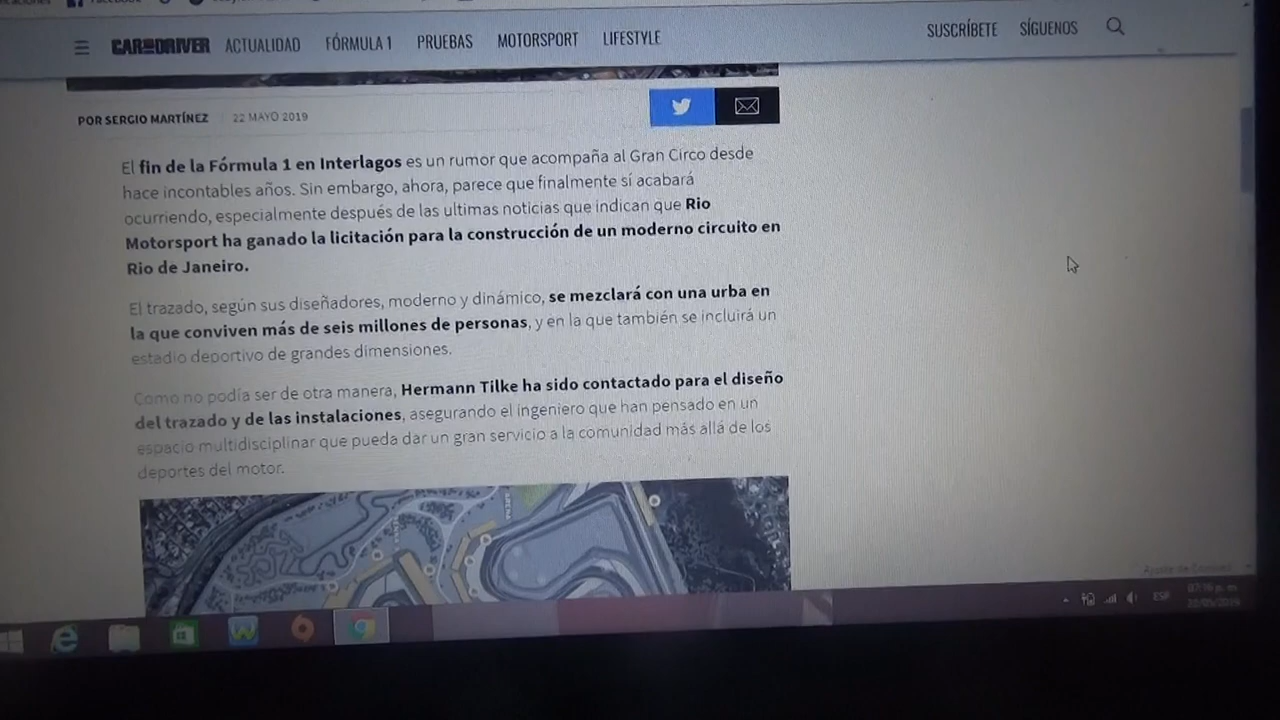 CAR AND DRIVER ACTUALIDAD FÓRMULA 1 PRUEBAS MOTORSPORT LIFESTYLE SUSCRÍBETE SÍGUENOS
POR SERGIO MARTÍNEZ 22 MAYO 2019
El fin de la Fórmula 1 en Interlagos es un rumor que acompaña al Gran Circo desde
hace incontables años. Sin embargo, ahora, parece que finalmente sí acabará
ocurriendo, especialmente después de las ultimas noticias que indican que Rio
Motorsport ha ganado la licitación para la construcción de un moderno circuito en
Rio de Janeiro.
El trazado, según sus diseñadores, moderno y dinámico, se mezclará con una urba en
la que conviven más de seis millones de personas, y en la que también se incluirá un
estadio deportivo de grandes dimensiones.
Como no podía ser de otra manera, Hermann Tilke ha sido contactado para el diseño
del trazado y de las instalaciones, asegurando el ingeniero que han pensado en un
espacio multidisciplinar que pueda dar un gran servicio a la comunidad más allá de los
deportes del motor.
ESP